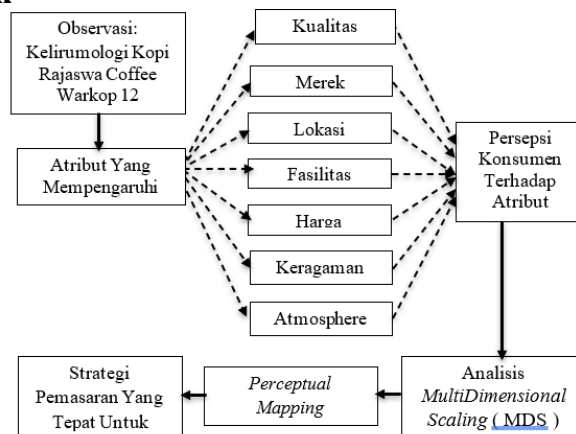 Observasi:
Kelirumologi Kopi
Rajaswa Coffee
Warkop 12
Atribut Yang
Mempengaruhi
Kualitas
Merek
Lokasi
Fasilitas
Harga
Keragaman
Atmosphere
Persepsi
Konsumen
Terhadap
Atribut
Analisis
MultiDimensional
Scaling ( MDS )
Perceptual
Mapping
Strategi
Pemasaran Yang
Tepat Untuk